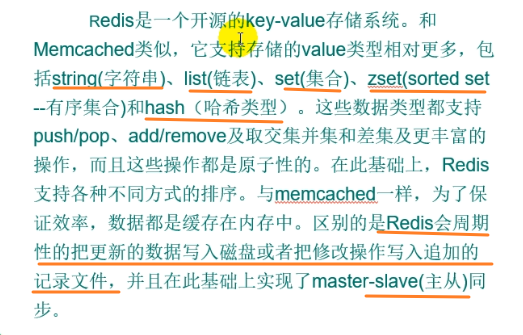 Redis是一个开源的key-value存储系统。和
Memcached类似，它支持存储的value类型相对更多，包
括string(字符串)、list(链表)、set(集合)、zset(sorted set
--有序集合)和hash（哈希类型）。这些数据类型都支持
push/pop、add/remove及取交集并集和差集及更丰富的
操作，而且这些操作都是原子性的。在此基础上，Redis
支持各种不同方式的排序。与memcached一样，为了保
证效率，数据都是缓存在内存中。区别的是Redis会周期
性的把更新的数据写入磁盘或者把修改操作写入追加的
记录文件，并且在此基础上实现了master-slave(主从)同
步。